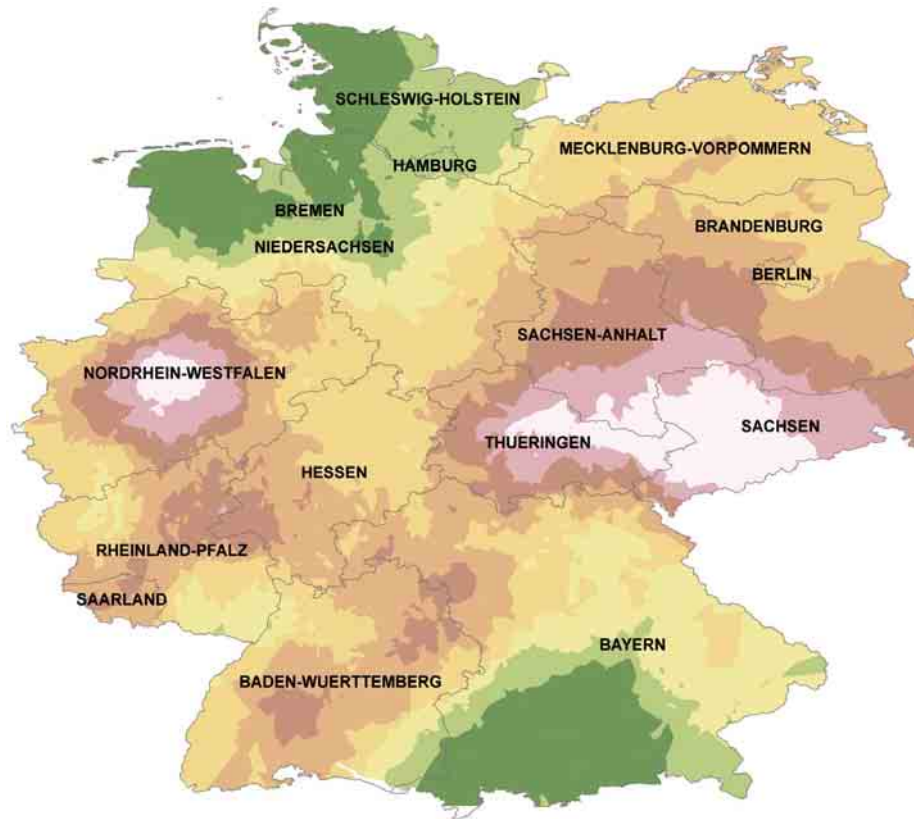 SCHLESWIG-HOLSTEIN
MECKLENBURG-VORPOMMERN
HAMBURG
BREMEN
BRANDENBURG
NIEDERSACHSEN
BERLIN
SACHSEN-ANHALT
NORDRHEIN-WESTFALEN
SACHSEN
THUERINGEN
HESSEN
RHEINLAND-PFALZ
SAARLAND
BAYERN
BADEN-WUERTTEMBERG